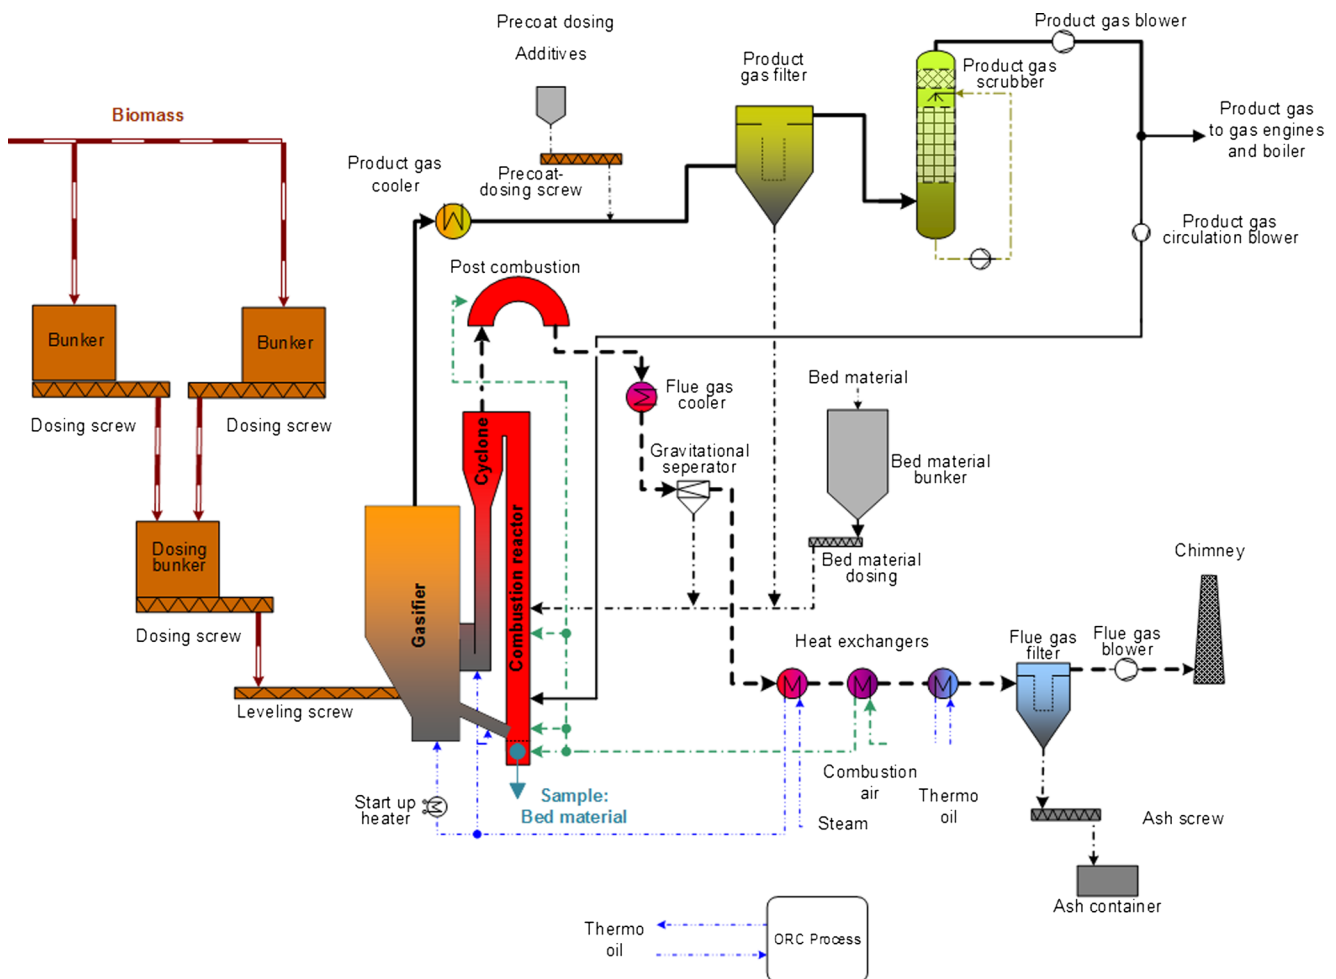 Precoat dosing
Additives
Product gas blower
Product
gas filter
Product gas
scrubber
Biomass
Product gas
to gas engines
and boiler
Product gas
cooler
Precoat-
dosing screw
Product gas
circulation blower
Post combustion
Bunker
Bunker
Flue gas
cooler
Bed material
Dosing screw
Dosing screw
Cyclone
Gravitational
seperator
Bed material
bunker
Combustion reactor
Dosing
bunker
Bed material
dosing
Chimney
Gasifier
Dosing screw
Heat exchangers
Flue gas
filter
Flue gas
blower
Leveling screw
Start up
heater
Sample:
Bed material
Combustion
air
Thermo
oil
Steam
Ash screw
Ash container
Thermo
oil
ORC Process